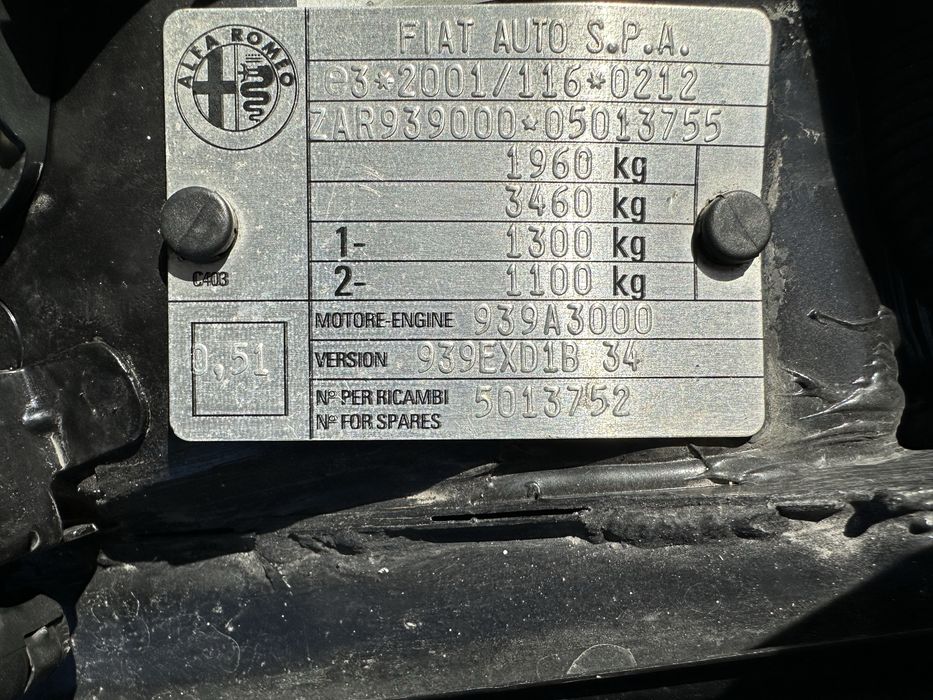 ALFA ROMEO
FIAT AUTO S.P.A.
e3*2001/116*0212
ZAR939000*05013755
1960 kg
3460 kg
1- 1300 kg
2- 1100 kg
C403
MOTORE-ENGINE 939A3000
0,51
VERSION 939EXD1B 34
Nº PER RICAMBI
Nº FOR SPARES 5013752